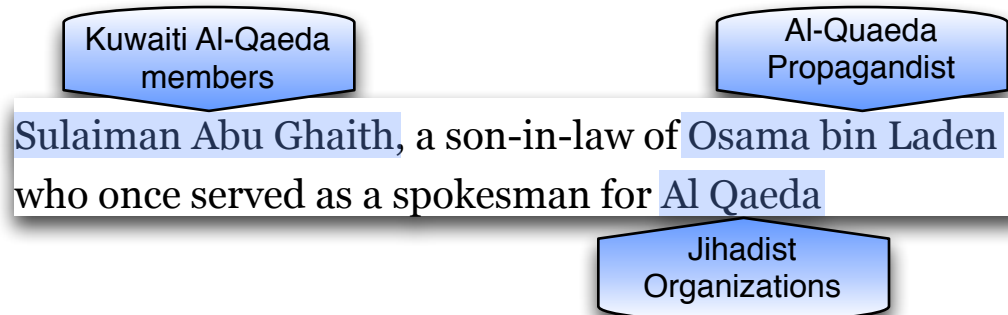 Kuwaiti Al-Qaeda
members
Al-Quaeda
Propagandist
Sulaiman Abu Ghaith, a son-in-law of Osama bin Laden
who once served as a spokesman for Al Qaeda
Jihadist
Organizations